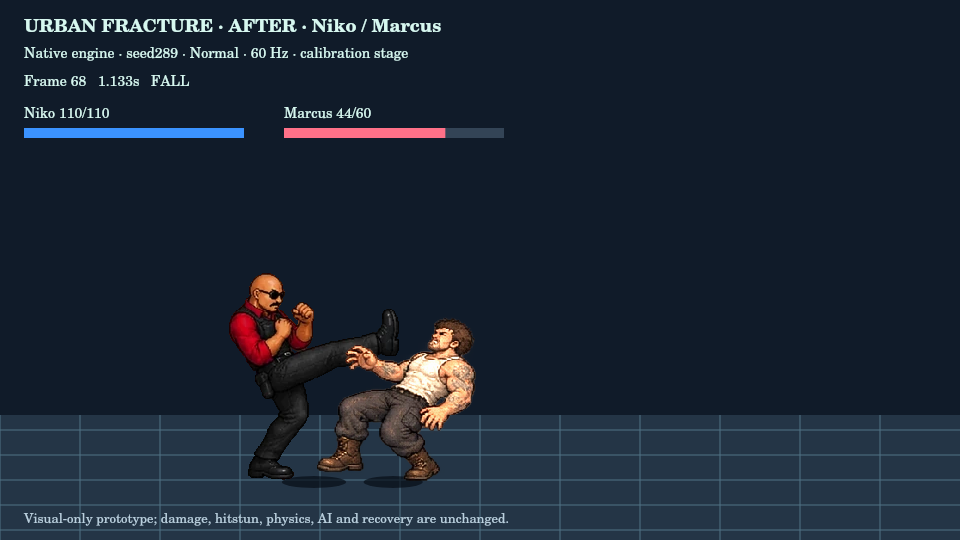 URBAN FRACTURE · AFTER · Niko / Marcus
Native engine · seed289 · Normal · 60 Hz · calibration stage
Frame 68 1.133s FALL
Niko 110/110 Marcus 44/60
Visual-only prototype; damage, hitstun, physics, AI and recovery are unchanged.